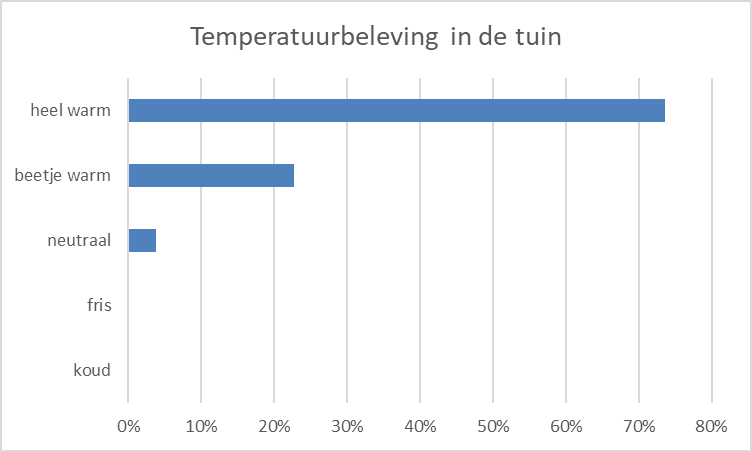 Temperatuurbeleving in de tuin
heel warm
beetje warm
neutraal
fris
koud
0% 10% 20% 30% 40% 50% 60% 70% 80%